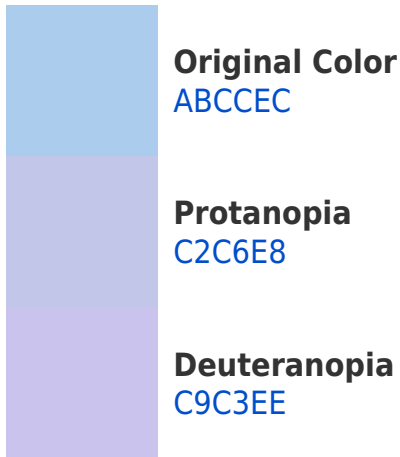 Original Color
ABCCEC
Protanopia
C2C6E8
Deuteranopia
C9C3EE